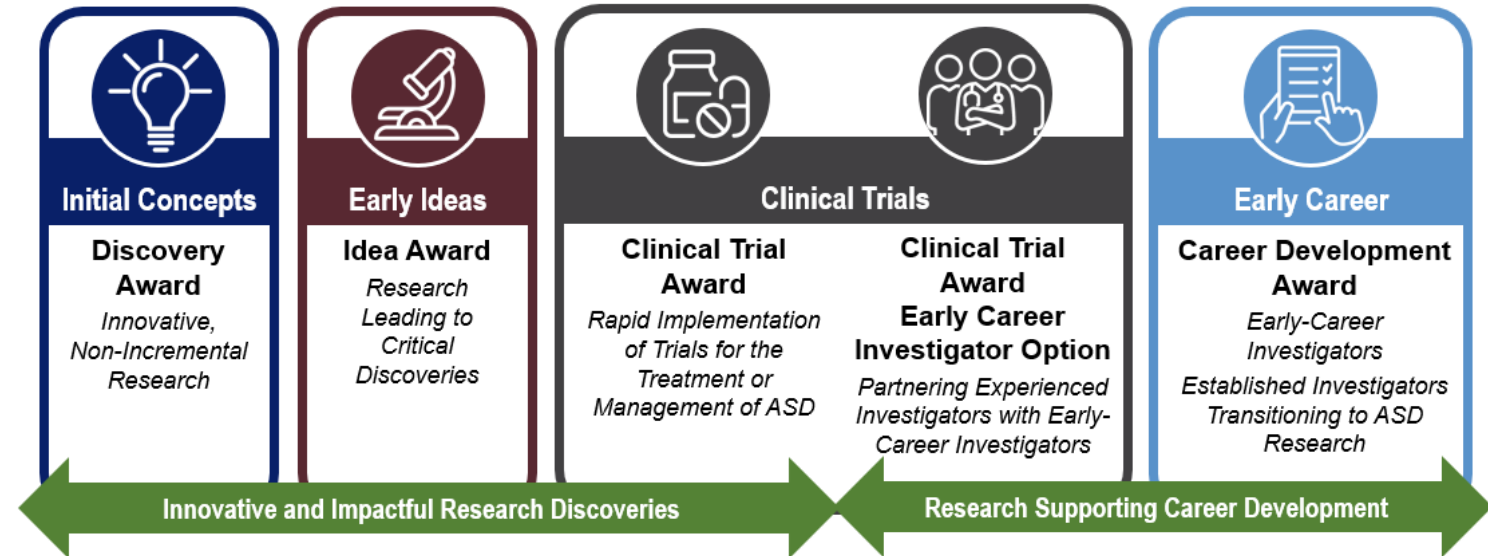 Initial Concepts
Discovery
Award
Innovative,
Non-Incremental
Research
Early Ideas
Idea Award
Research
Leading to
Critical
Discoveries
Clinical Trials
Clinical Trial
Award
Rapid Implementation
of Trials for the
Treatment or
Management of ASD
Clinical Trial
Award
Early Career
Investigator Option
Partnering Experienced
Investigators with Early-
Career Investigators
Early Career
Career Development
Award
Early-Career
Investigators
Established Investigators
Transitioning to ASD
Research
Innovative and Impactful Research Discoveries
Research Supporting Career Development